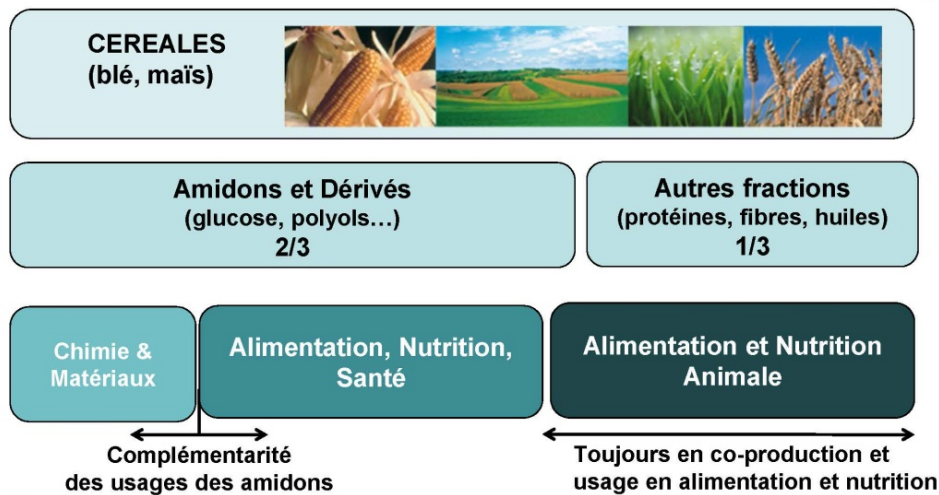 CEREALES
(blé, maïs)
Amidons et Dérivés
(glucose, polyols…)
2/3
Autres fractions
(protéines, fibres, huiles)
1/3
Chimie &
Matériaux
Alimentation, Nutrition,
Santé
Alimentation et Nutrition
Animale
Complémentarité
des usages des amidons
Toujours en co-production et
usage en alimentation et nutrition